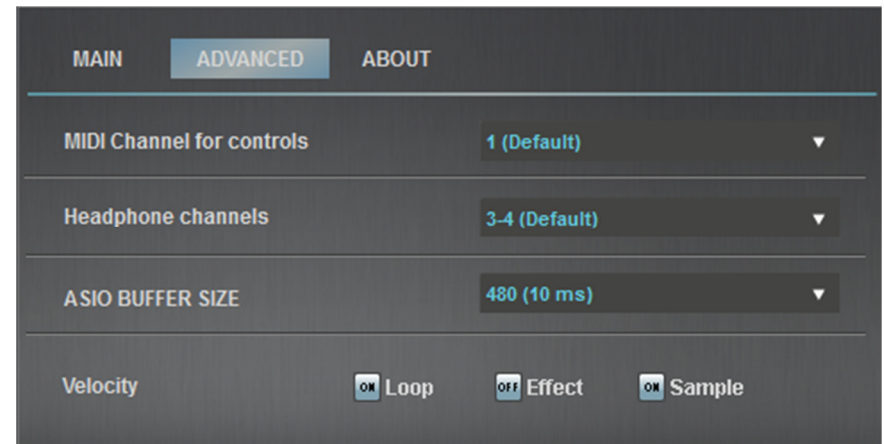 MAIN ADVANCED ABOUT
MIDI Channel for controls 1 (Default)
Headphone channels 3-4 (Default)
ASIO BUFFER SIZE 480 (10 ms)
Velocity ON Loop OFF Effect ON Sample